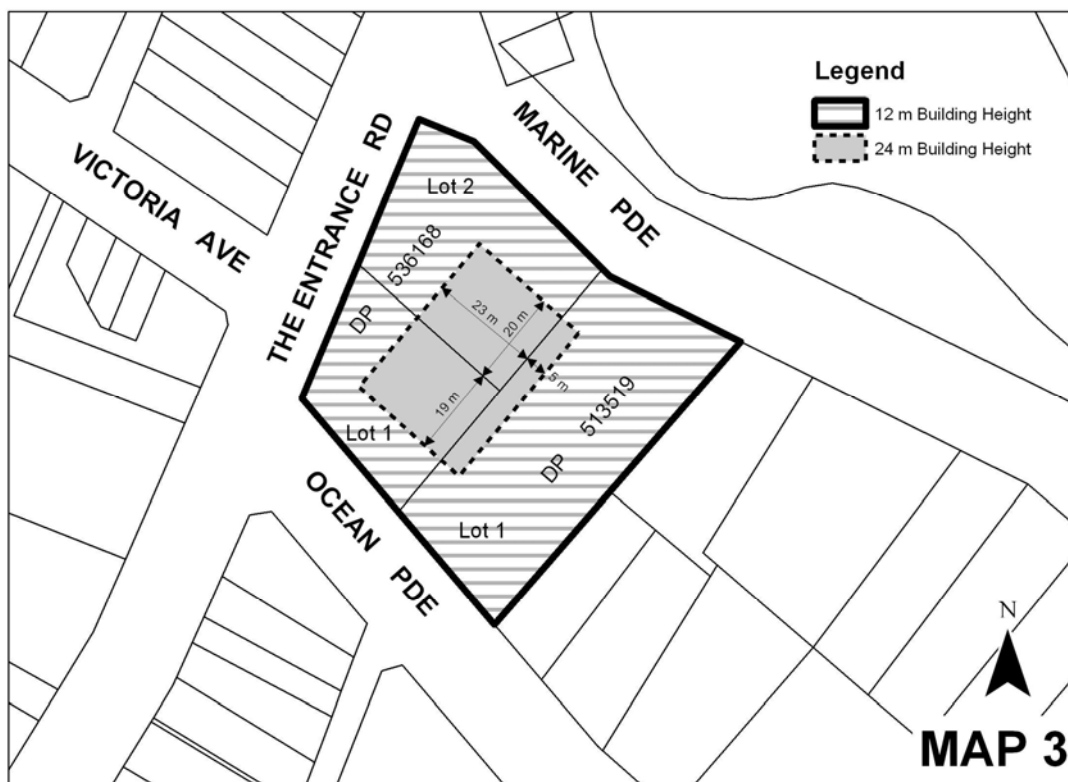 Legend
12 m Building Height
24 m Building Height
MARINE PDE
THE ENTRANCE RD
VICTORIA AVE
Lot 2
DP 536168
23 m
20 m
5 m
19 m
Lot 1
DP 513519
Lot 1
OCEAN PDE
N
MAP 3